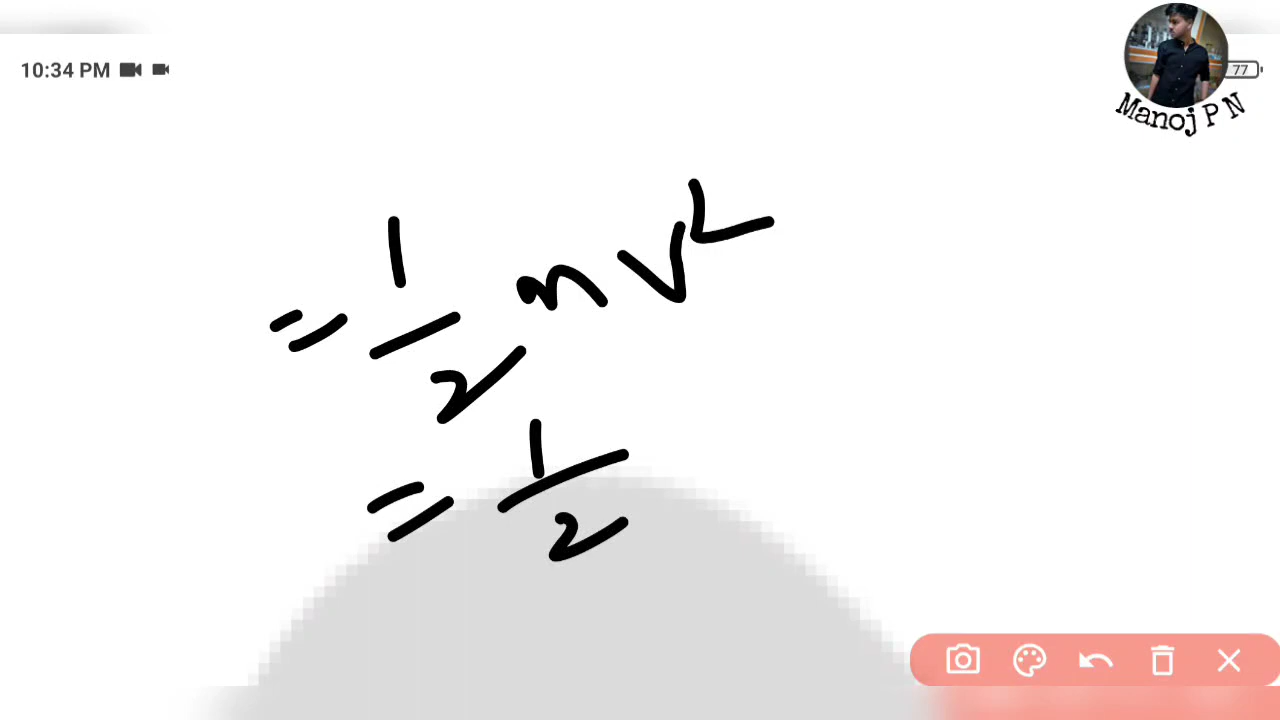 10:34 PM
77
Manoj P N
= 1/2 mv²
= 1/2